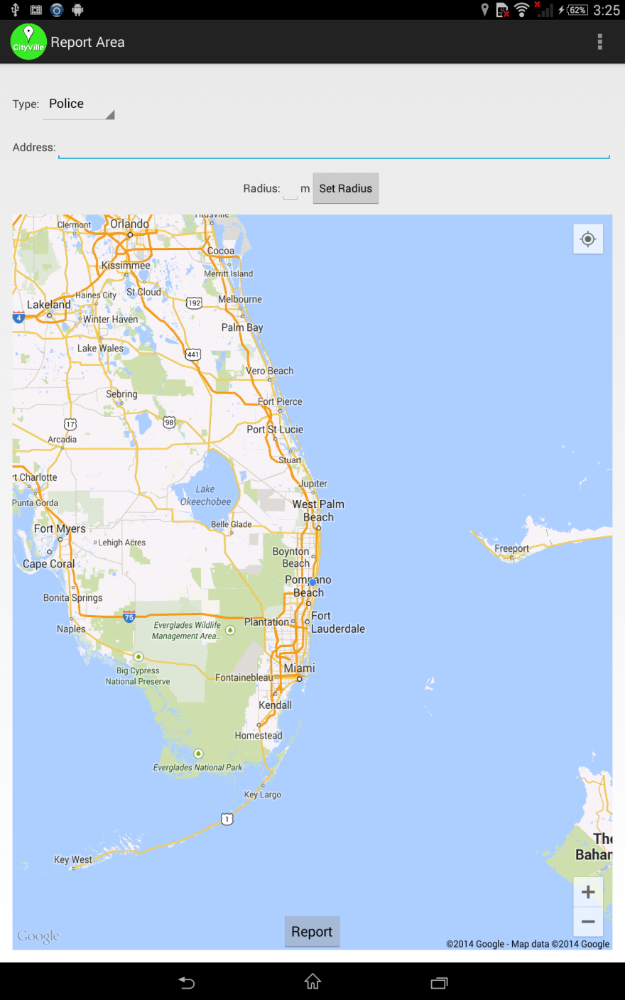 62% 3:25
CityVille Report Area
Type: Police
Address:
Radius: m Set Radius
Clermont
Orlando
Cocoa
Kissimmee
Merritt Island
Haines City
St Cloud
192
Melbourne
Lakeland
4
Winter Haven
Palm Bay
Lake Wales
441
Vero Beach
Sebring
Fort Pierce
17
98
Port St Lucie
Arcadia
Stuart
rt Charlotte
Jupiter
Lake
Okeechobee
Punta Gorda
West Palm
Beach
Belle Glade
Fort Myers
Lehigh Acres
Freeport
Boynton
Beach
Cape Coral
Pompano
Beach
Bonita Springs
75
Fort
Lauderdale
Plantation
Everglades Wildlife
Management Area...
Naples
Big Cypress
National Preserve
Miami
Fontainebleau
Kendall
Homestead
Everglades National Park
Key Largo
1
The
Bahar
Key West
+
−
Report
Google
©2014 Google - Map data ©2014 Google